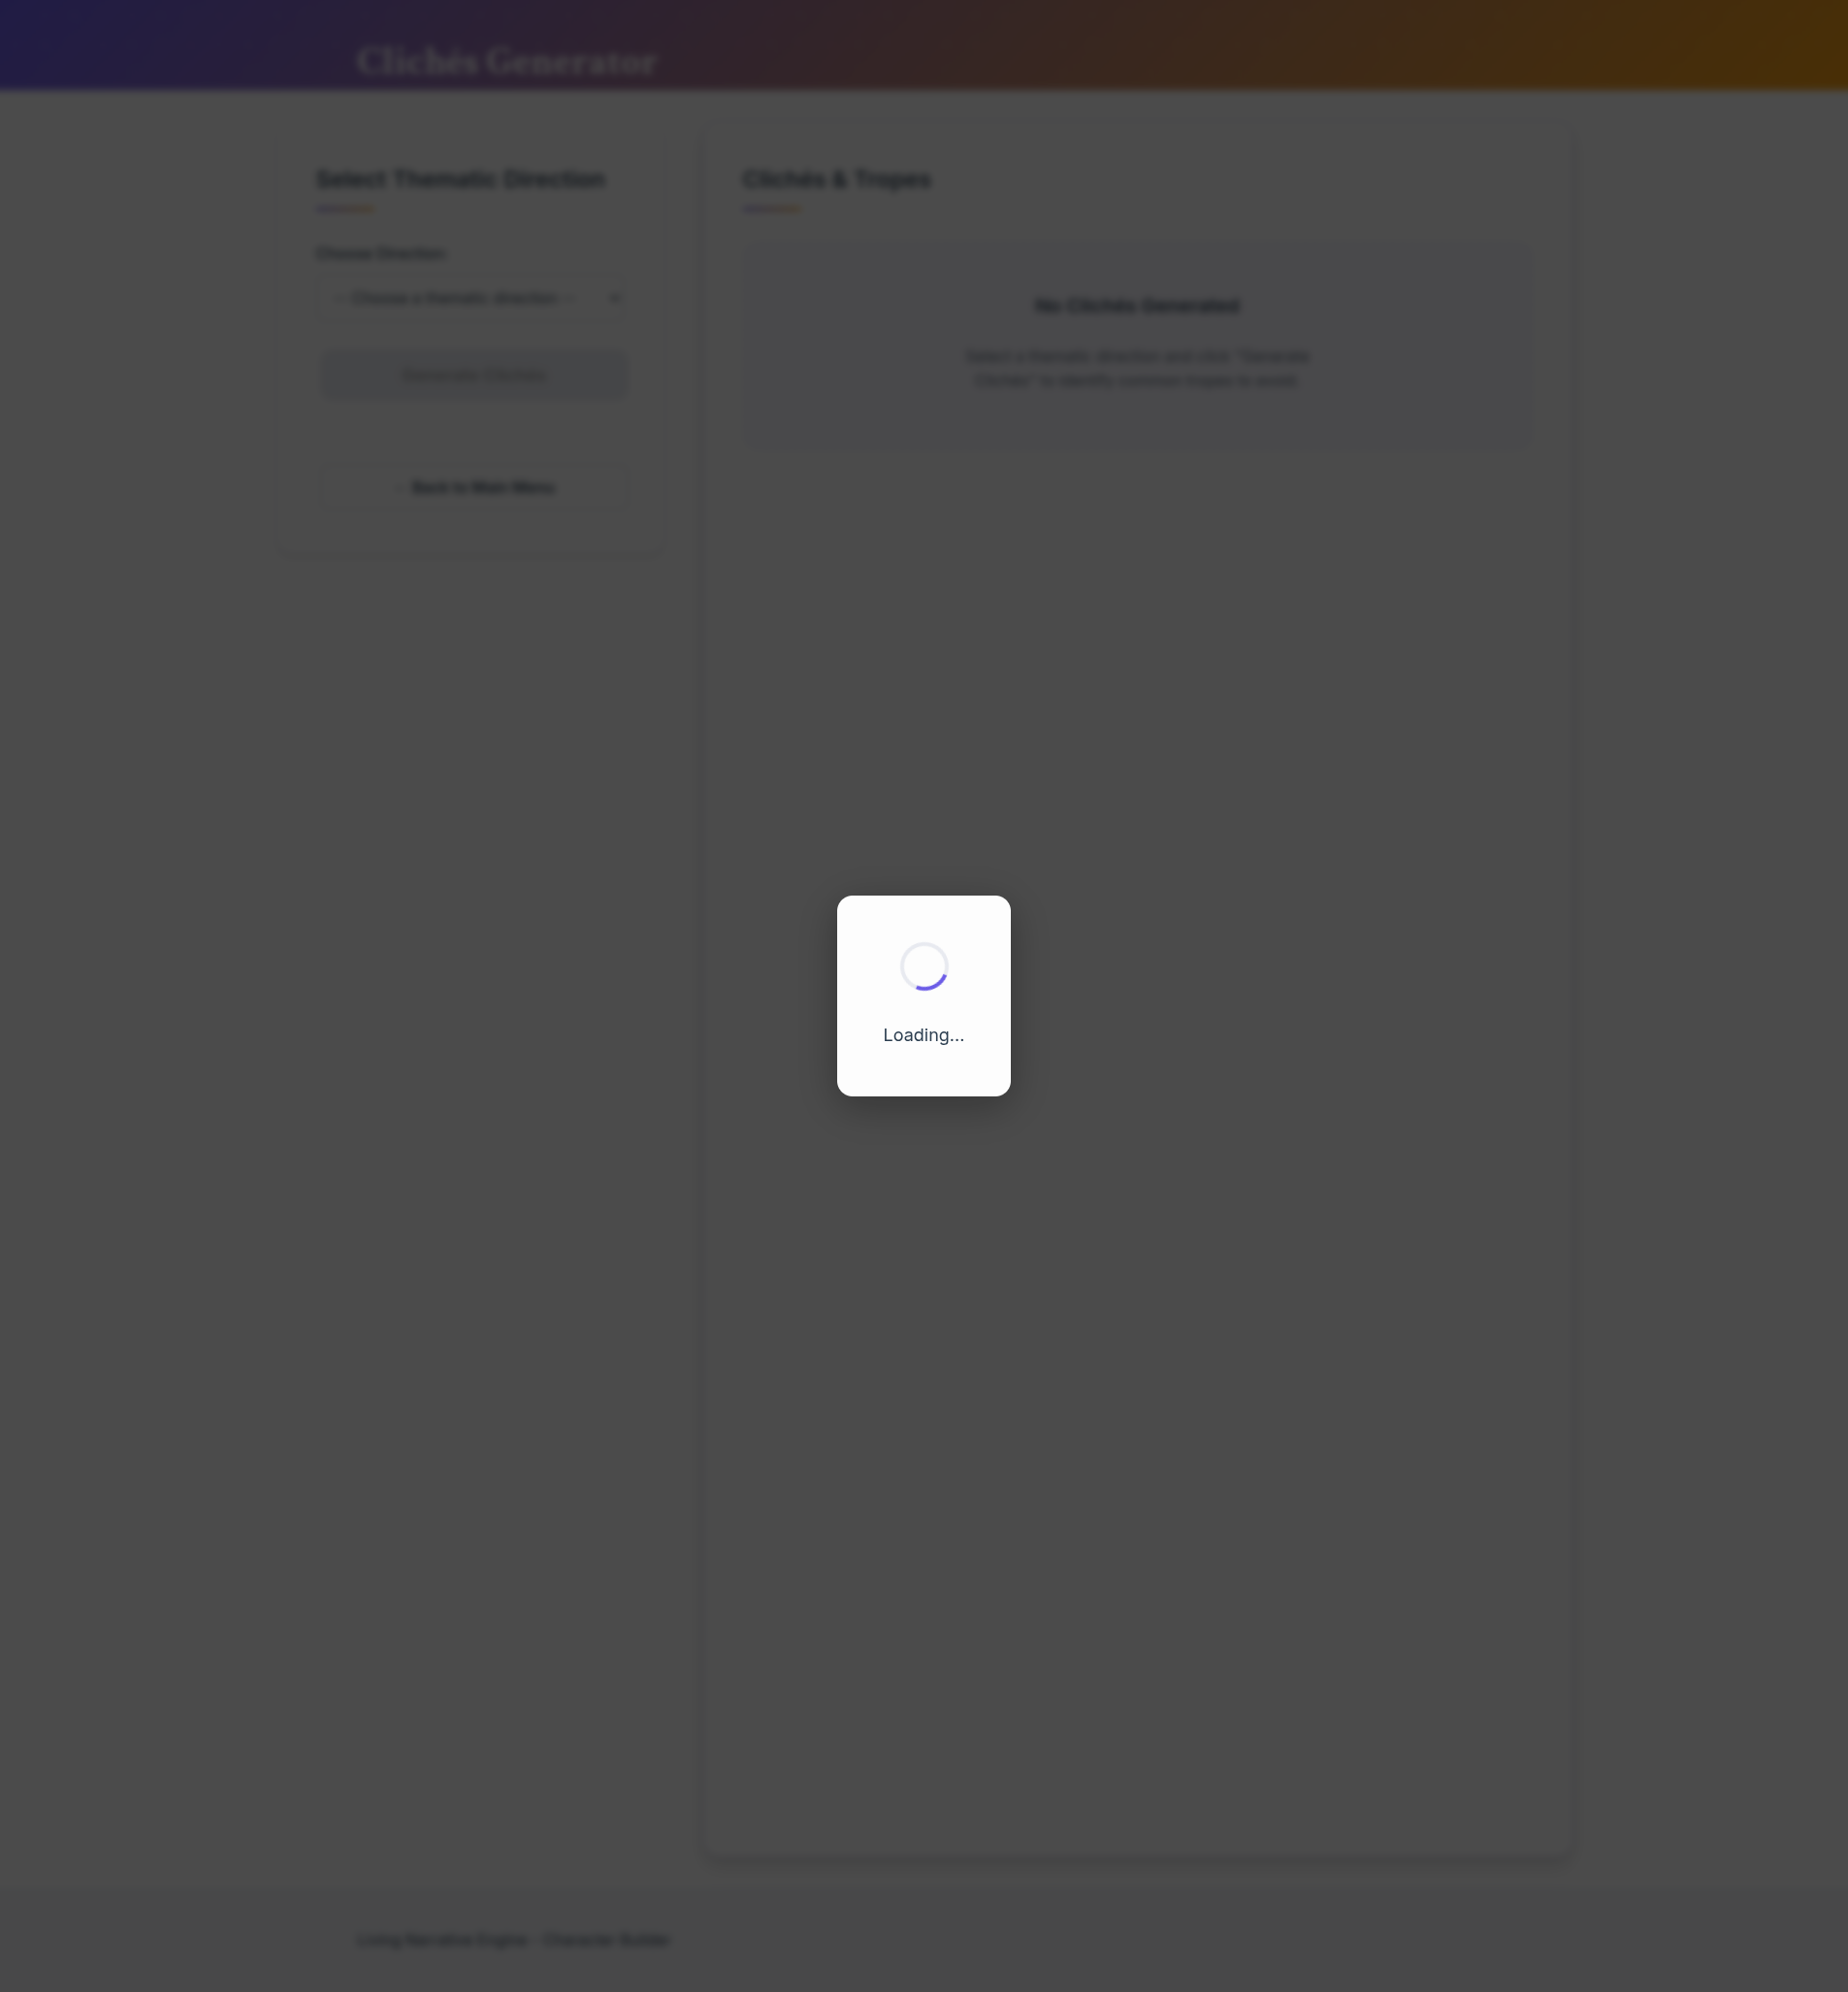 Clichés Generator
Select Thematic Direction
Choose Direction:
-- Choose a thematic direction --
Generate Clichés
← Back to Main Menu
Clichés & Tropes
No Clichés Generated
Select a thematic direction and click "Generate
Clichés" to identify common tropes to avoid.
Loading...
Living Narrative Engine - Character Builder